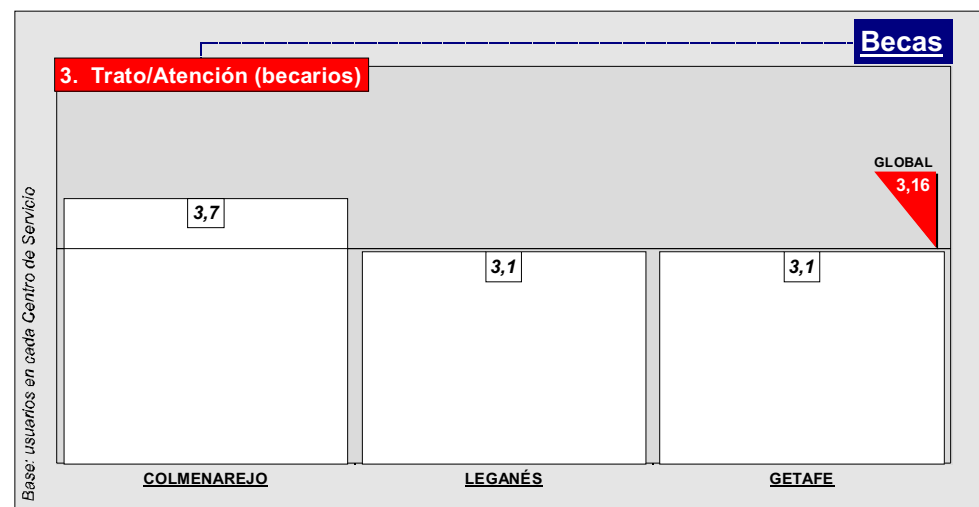 Becas
3. Trato/Atención (becarios)
GLOBAL
3,16
3,7
3,1
3,1
Base: usuarios en cada Centro de Servicio
COLMENAREJO
LEGANÉS
GETAFE